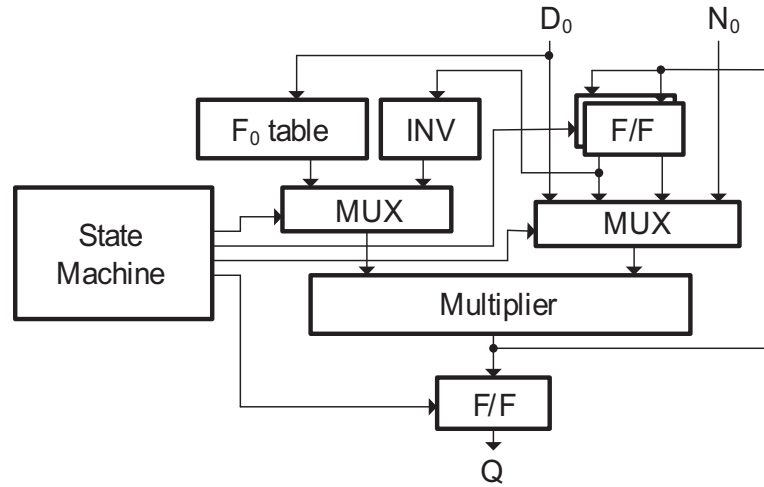 D₀
N₀
F₀ table
INV
F/F
MUX
MUX
State
Machine
Multiplier
F/F
Q